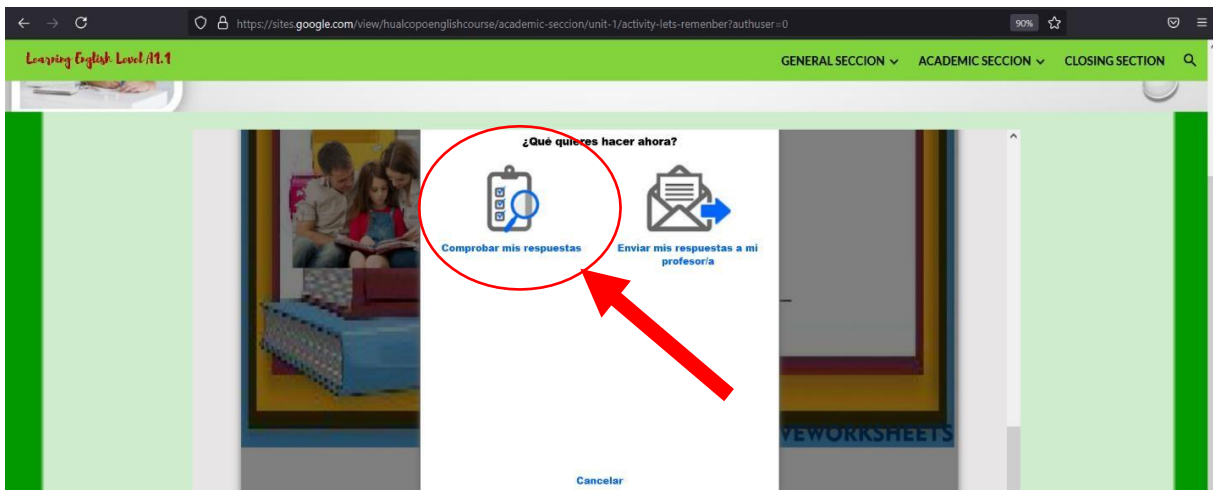 https://sites.google.com/view/hualcopoenglishcourse/academic-seccion/unit-1/activity-lets-remenber?authuser=0
90%
Learning English Level A1.1
GENERAL SECCION
ACADEMIC SECCION
CLOSING SECTION
¿Qué quieres hacer ahora?
Comprobar mis respuestas
Enviar mis respuestas a mi
profesor/a
VEWORKSHEETS
Cancelar